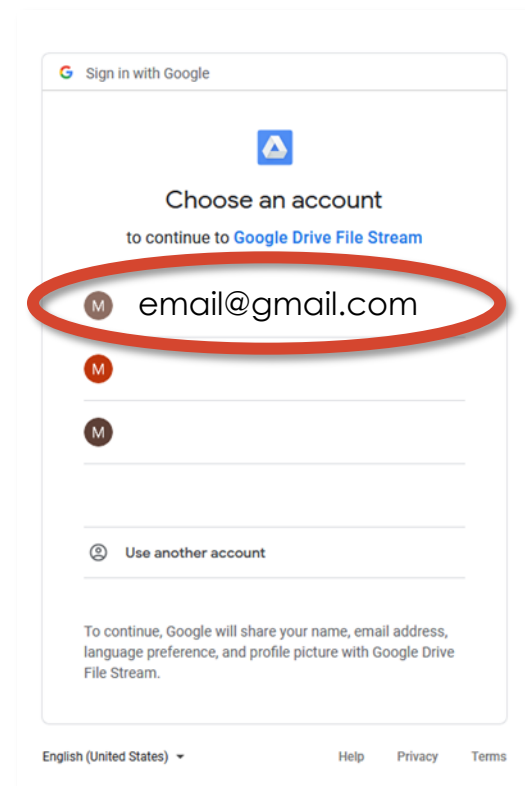 G Sign in with Google
Choose an account
to continue to Google Drive File Stream
M email@gmail.com
M
M
Use another account
To continue, Google will share your name, email address,
language preference, and profile picture with Google Drive
File Stream.
English (United States) Help Privacy Terms